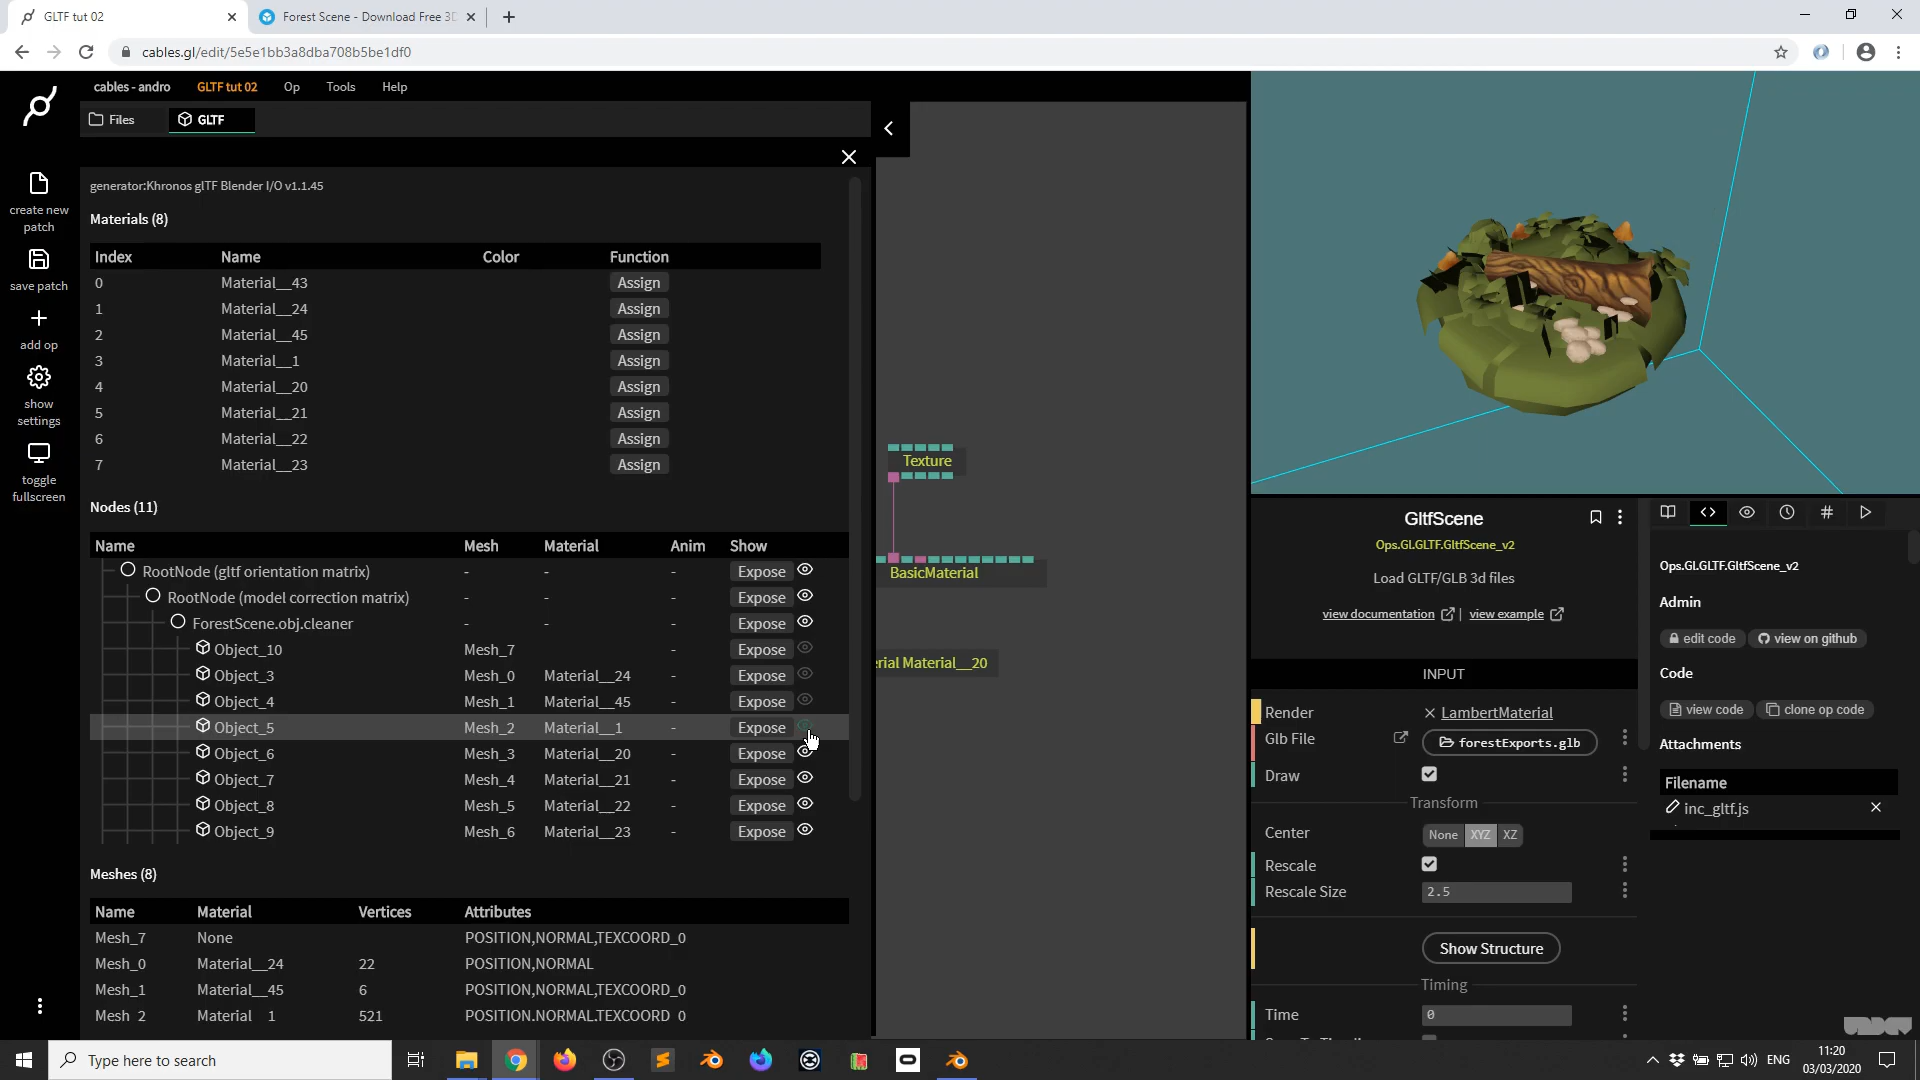 GLTF tut 02
Forest Scene - Download Free 3D
cables.gl/edit/5e5e1bb3a8dba708b5be1df0
cables - andro
GLTF tut 02
Op
Tools
Help
Files
GLTF
create new
patch
save patch
add op
show
settings
toggle
fullscreen
generator:Khronos glTF Blender I/O v1.1.45
Materials (8)
Index Name Color Function
0 Material__43 Assign
1 Material__24 Assign
2 Material__45 Assign
3 Material__1 Assign
4 Material__20 Assign
5 Material__21 Assign
6 Material__22 Assign
7 Material__23 Assign
Nodes (11)
Name Mesh Material Anim Show
RootNode (gltf orientation matrix) - - - Expose
RootNode (model correction matrix) - - - Expose
ForestScene.obj.cleaner - - - Expose
Object_10 Mesh_7 - Expose
Object_3 Mesh_0 Material__24 - Expose
Object_4 Mesh_1 Material__45 - Expose
Object_5 Mesh_2 Material__1 - Expose
Object_6 Mesh_3 Material__20 - Expose
Object_7 Mesh_4 Material__21 - Expose
Object_8 Mesh_5 Material__22 - Expose
Object_9 Mesh_6 Material__23 - Expose
Meshes (8)
Name Material Vertices Attributes
Mesh_7 None POSITION,NORMAL,TEXCOORD_0
Mesh_0 Material__24 22 POSITION,NORMAL
Mesh_1 Material__45 6 POSITION,NORMAL,TEXCOORD_0
Mesh_2 Material__1 521 POSITION,NORMAL,TEXCOORD_0
Texture
BasicMaterial
erial Material__20
GltfScene
Ops.Gl.GLTF.GltfScene_v2
Load GLTF/GLB 3d files
view documentation | view example
INPUT
Render LambertMaterial
Glb File forestExports.glb
Draw
Transform
Center None XYZ XZ
Rescale
Rescale Size 2.5
Show Structure
Timing
Time 0
Ops.Gl.GLTF.GltfScene_v2
Admin
edit code view on github
Code
view code clone op code
Attachments
Filename
inc_gltf.js
undev
Type here to search
ENG
11:20
03/03/2020